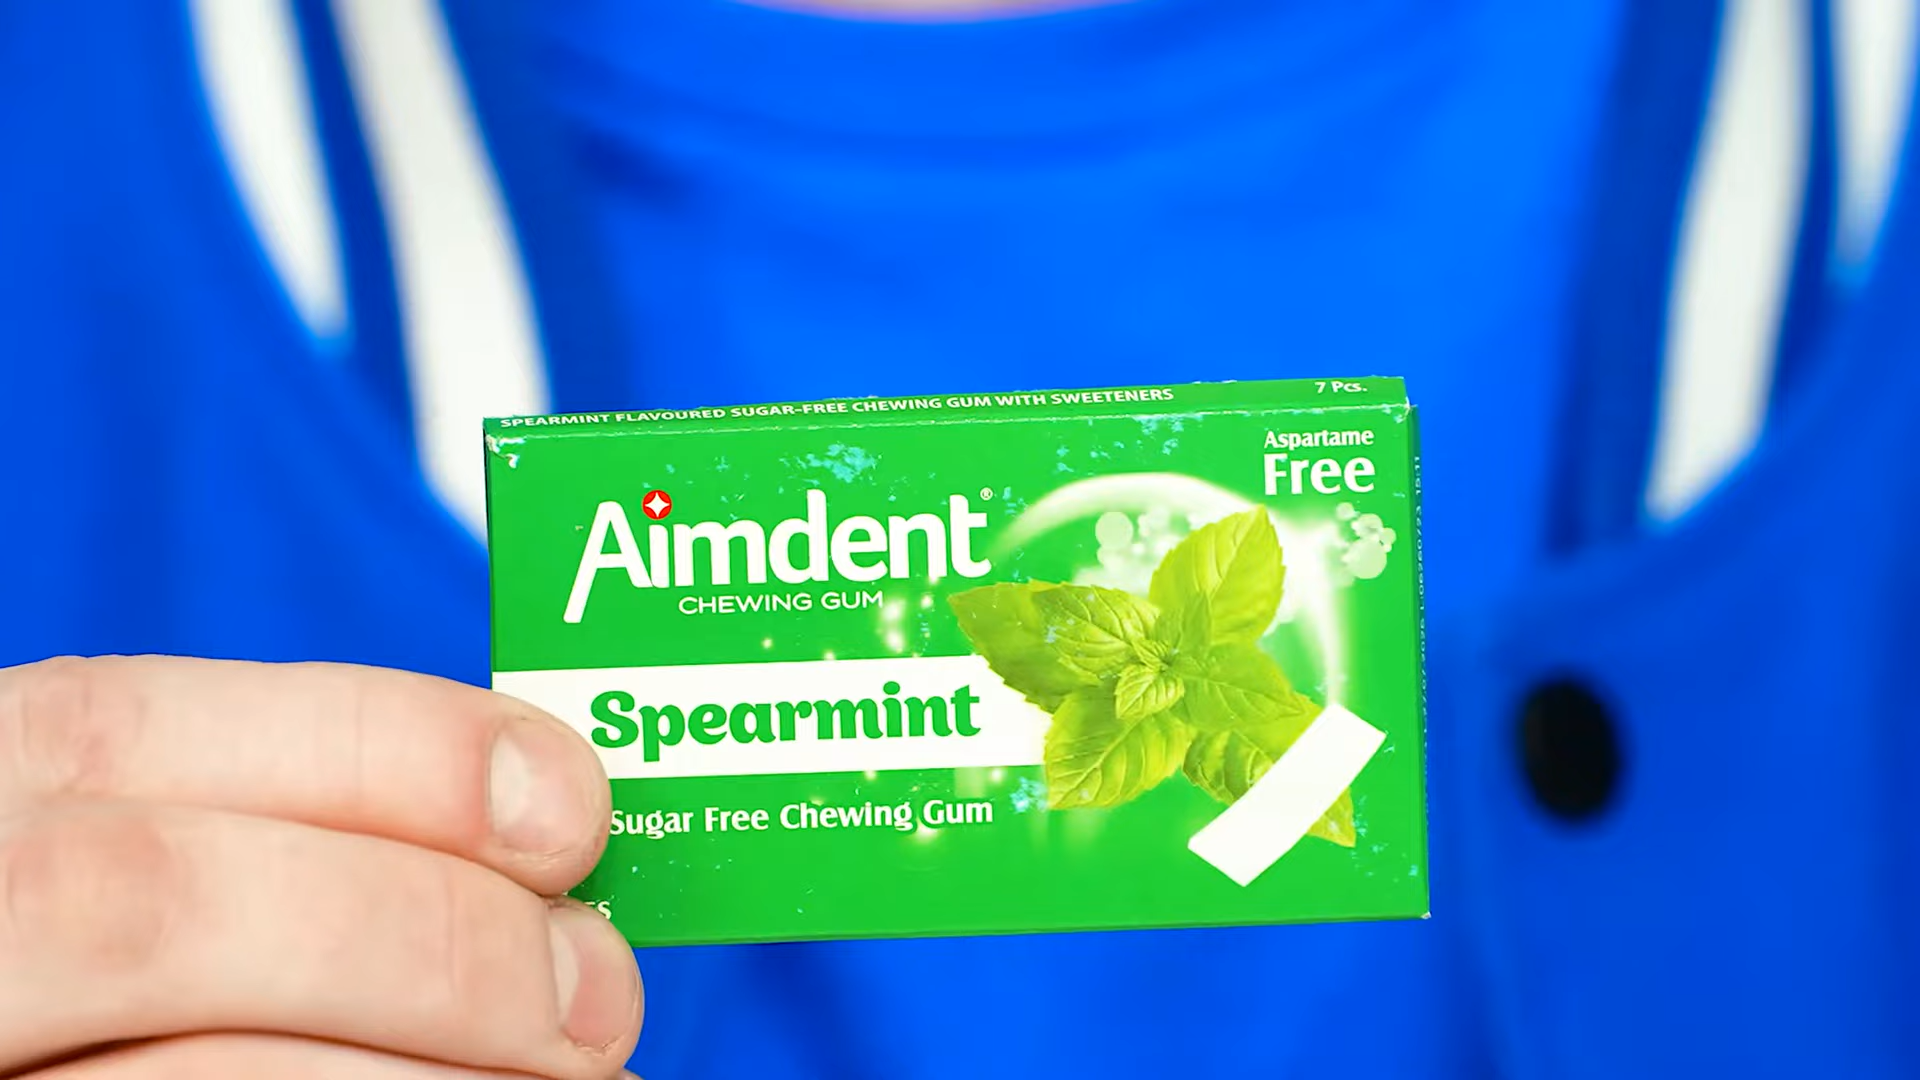 SPEARMINT FLAVOURED SUGAR-FREE CHEWING GUM WITH SWEETENERS 7 Pcs.
Aspartame
Free
Aimdent®
CHEWING GUM
Spearmint
Sugar Free Chewing Gum